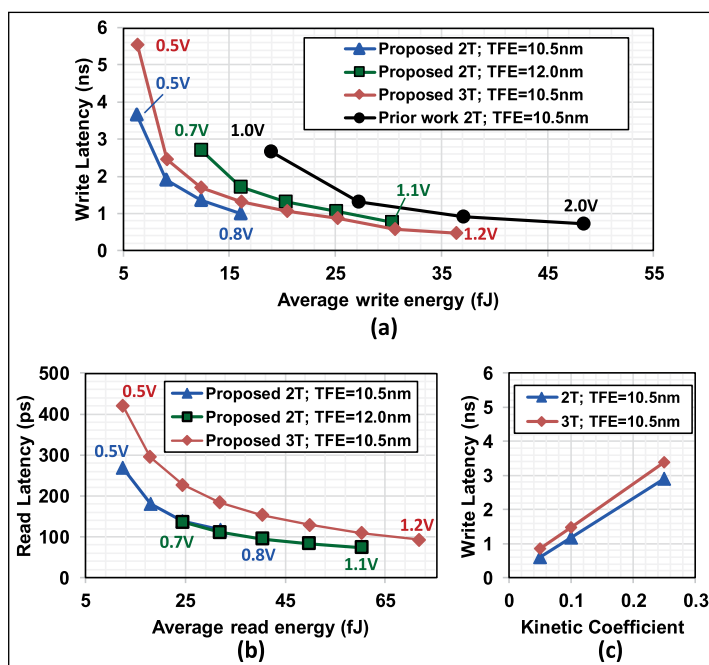 6
5
4
3
2
1
0
Write Latency (ns)
0.5V
0.5V
0.7V
1.0V
0.8V
1.1V
1.2V
2.0V
Proposed 2T; TFE=10.5nm
Proposed 2T; TFE=12.0nm
Proposed 3T; TFE=10.5nm
Prior work 2T; TFE=10.5nm
5 15 25 35 45 55
Average write energy (fJ)
(a)
500
400
300
200
100
0
Read Latency (ps)
0.5V
0.5V
0.7V
0.8V
1.1V
1.2V
Proposed 2T; TFE=10.5nm
Proposed 2T; TFE=12.0nm
Proposed 3T; TFE=10.5nm
5 25 45 65
Average read energy (fJ)
(b)
6
5
4
3
2
1
0
Write Latency (ns)
2T; TFE=10.5nm
3T; TFE=10.5nm
0 0.1 0.2 0.3
Kinetic Coefficient
(c)